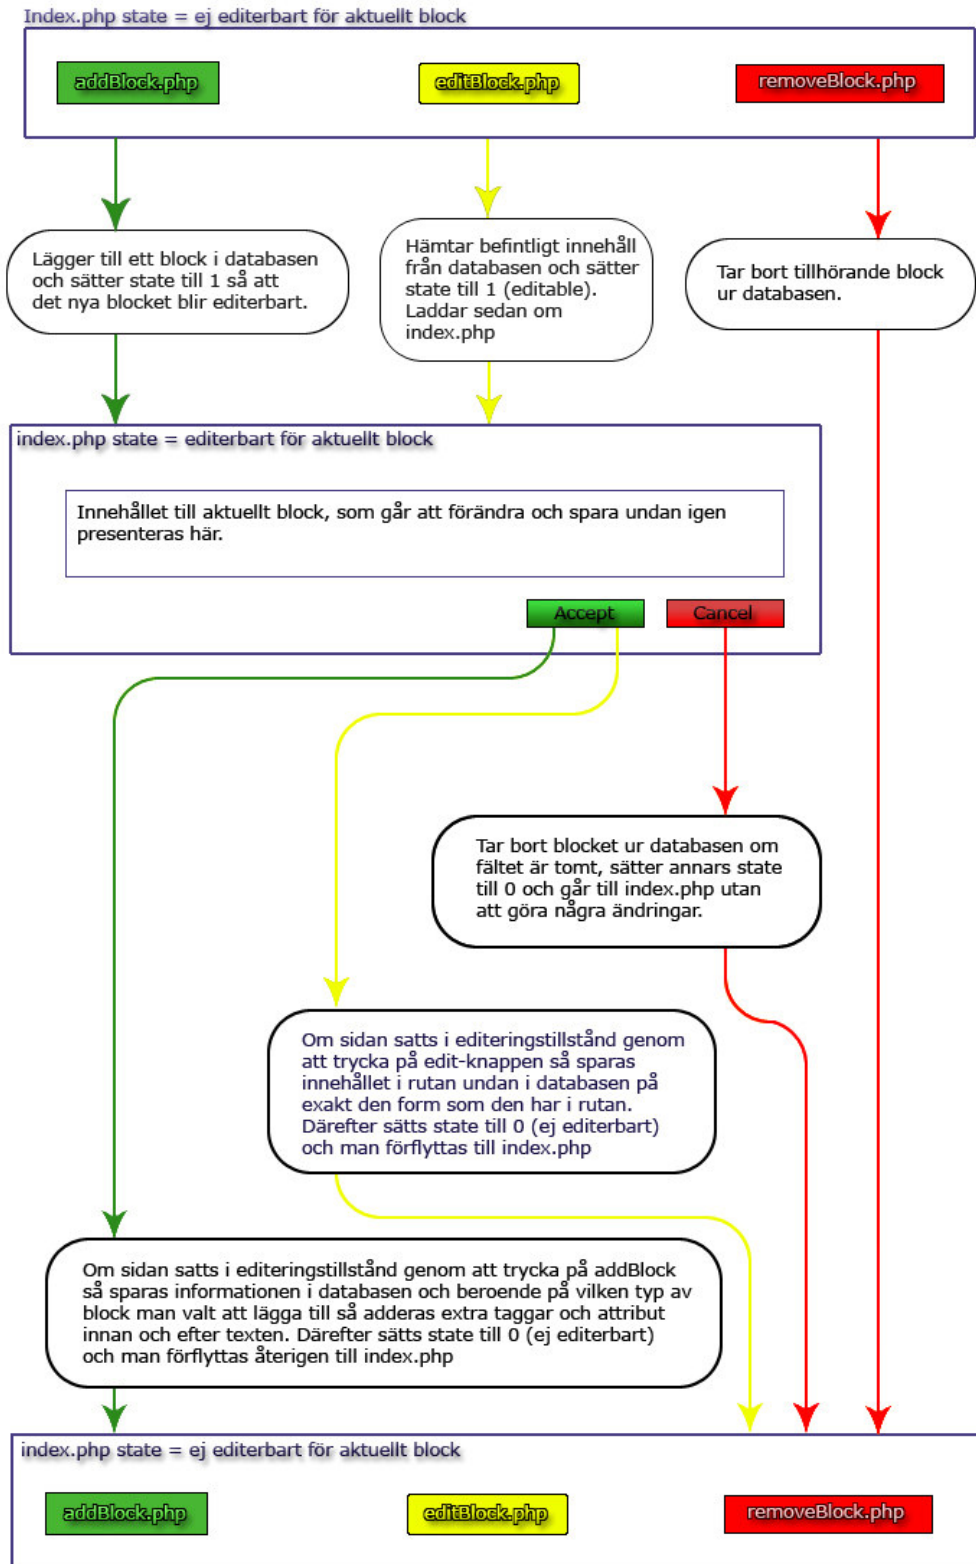 Index.php state = ej editerbart för aktuellt block
addBlock.php
editBlock.php
removeBlock.php
Lägger till ett block i databasen
och sätter state till 1 så att
det nya blocket blir editerbart.
Hämtar befintligt innehåll
från databasen och sätter
state till 1 (editable).
Laddar sedan om
index.php
Tar bort tillhörande block
ur databasen.
index.php state = editerbart för aktuellt block
Innehållet till aktuellt block, som går att förändra och spara undan igen
presenteras här.
Accept
Cancel
Tar bort blocket ur databasen om
fältet är tomt, sätter annars state
till 0 och går till index.php utan
att göra några ändringar.
Om sidan satts i editeringstillstånd genom
att trycka på edit-knappen så sparas
innehållet i rutan undan i databasen på
exakt den form som den har i rutan.
Därefter sätts state till 0 (ej editerbart)
och man förflyttas till index.php
Om sidan satts i editeringstillstånd genom att trycka på addBlock
så sparas informationen i databasen och beroende på vilken typ av
block man valt att lägga till så adderas extra taggar och attribut
innan och efter texten. Därefter sätts state till 0 (ej editerbart)
och man förflyttas återigen till index.php
index.php state = ej editerbart för aktuellt block
addBlock.php
editBlock.php
removeBlock.php